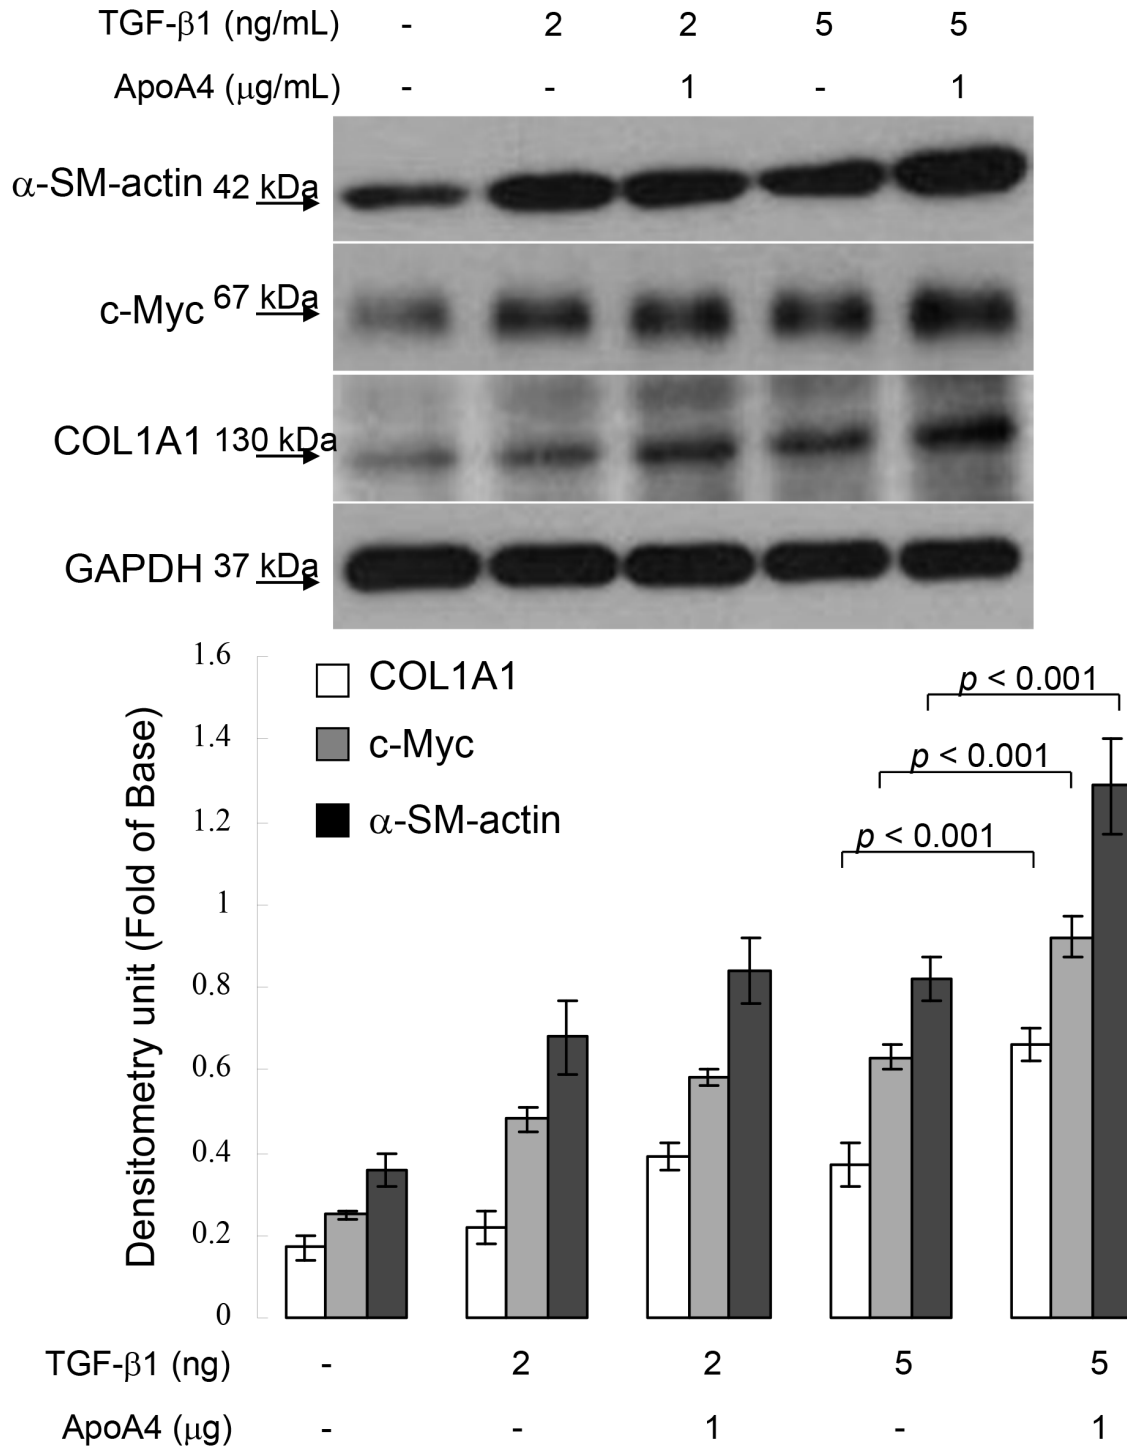 TGF-β1 (ng/mL) - 2 2 5 5
ApoA4 (μg/mL) - - 1 - 1
α-SM-actin 42 kDa
c-Myc 67 kDa
COL1A1 130 kDa
GAPDH 37 kDa
Densitometry unit (Fold of Base)
1.6
1.4
1.2
1
0.8
0.6
0.4
0.2
0
COL1A1
c-Myc
α-SM-actin
p < 0.001
p < 0.001
p < 0.001
TGF-β1 (ng) - 2 2 5 5
ApoA4 (μg) - - 1 - 1